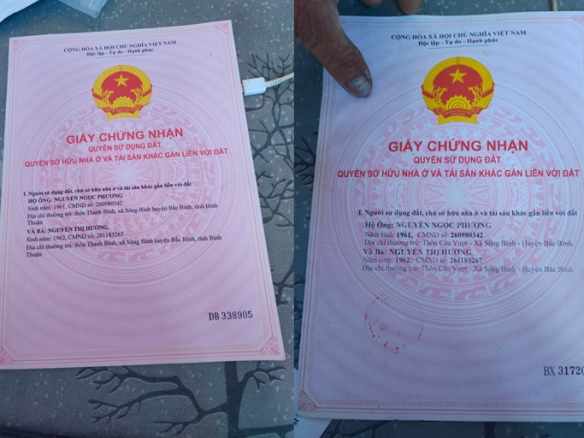 CỘNG HÒA XÃ HỘI CHỦ NGHĨA VIỆT NAM
Độc lập - Tự do - Hạnh phúc
GIẤY CHỨNG NHẬN
QUYỀN SỬ DỤNG ĐẤT
QUYỀN SỞ HỮU NHÀ Ở VÀ TÀI SẢN KHÁC GẮN LIỀN VỚI ĐẤT
I. Người sử dụng đất, chủ sở hữu nhà ở và tài sản khác gắn liền với đất
HỘ ÔNG: NGUYỄN NGỌC PHƯƠNG
Năm sinh: 1961, CMND số: 260980342
Địa chỉ thường trú: thôn Thanh Bình, xã Sông Bình huyện Bắc Bình, tỉnh Bình
Thuận
VÀ BÀ: NGUYỄN THỊ HƯƠNG,
Năm sinh: 1962, CMND số: 261185267
Địa chỉ thường trú: thôn Thanh Bình, xã Sông Bình huyện Bắc Bình, tỉnh Bình
Thuận
DB 338905
CỘNG HÒA XÃ HỘI CHỦ NGHĨA VIỆT NAM
Độc lập - Tự do - Hạnh phúc
GIẤY CHỨNG NHẬN
QUYỀN SỬ DỤNG ĐẤT
QUYỀN SỞ HỮU NHÀ Ở VÀ TÀI SẢN KHÁC GẮN LIỀN VỚI ĐẤT
I. Người sử dụng đất, chủ sở hữu nhà ở và tài sản khác gắn liền với đất
Hộ Ông: NGUYỄN NGỌC PHƯƠNG
Năm sinh: 1961, CMND số: 260980342
Địa chỉ thường trú: Thôn Cầu Vượt - Xã Sông Bình - Huyện Bắc Bình.
Và Bà: NGUYỄN THỊ HƯƠNG
Năm sinh: 1962, CMND số: 261185267
Địa chỉ thường trú: Thôn Cầu Vượt - Xã Sông Bình - Huyện Bắc Bình.
BX 31720